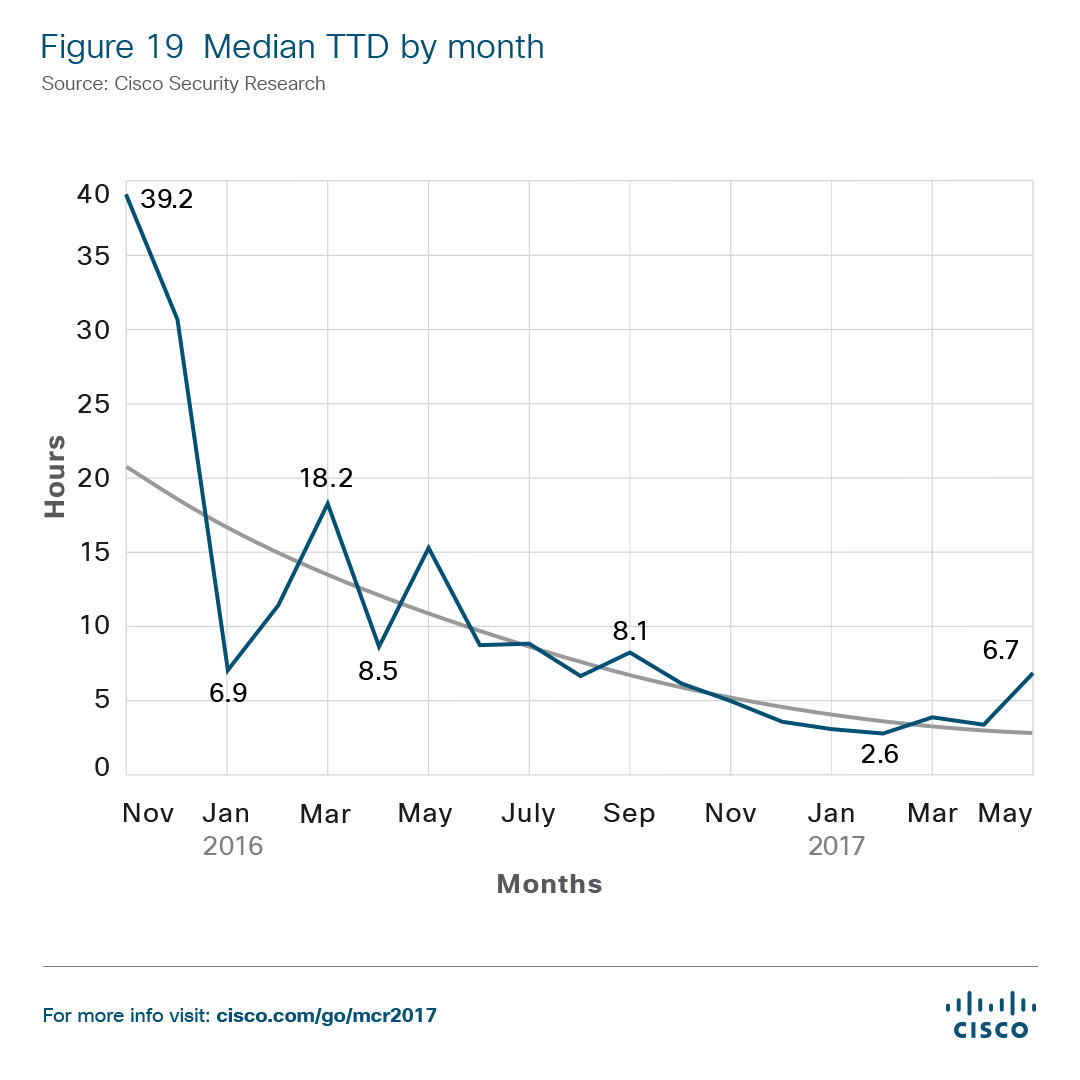 Figure 19 Median TTD by month
Source: Cisco Security Research
40
39.2
35
30
25
20
18.2
15
10
8.5
8.1
6.9
6.7
5
2.6
0
Hours
Nov Jan Mar May July Sep Nov Jan Mar May
2016 2017
Months
For more info visit: cisco.com/go/mcr2017
CISCO